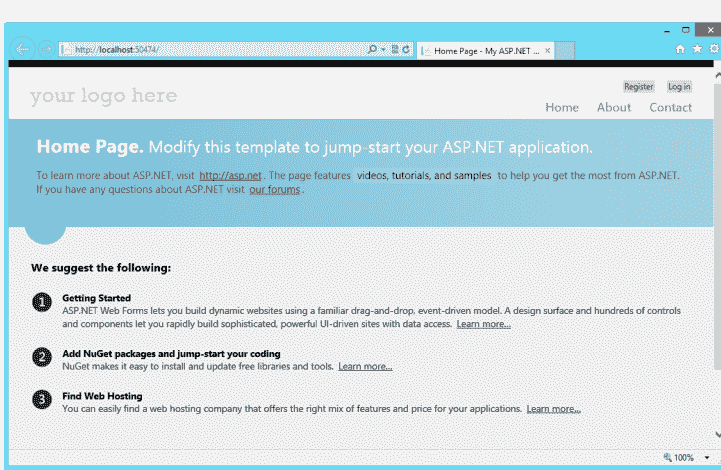 http://localhost:50474/
Home Page - My ASP.NET ...
Register Log in
your logo here
Home About Contact
Home Page. Modify this template to jump-start your ASP.NET application.
To learn more about ASP.NET, visit http://asp.net. The page features videos, tutorials, and samples to help you get the most from ASP.NET.
If you have any questions about ASP.NET visit our forums.
We suggest the following:
1 Getting Started
ASP.NET Web Forms lets you build dynamic websites using a familiar drag-and-drop, event-driven model. A design surface and hundreds of controls
and components let you rapidly build sophisticated, powerful UI-driven sites with data access. Learn more...
2 Add NuGet packages and jump-start your coding
NuGet makes it easy to install and update free libraries and tools. Learn more...
3 Find Web Hosting
You can easily find a web hosting company that offers the right mix of features and price for your applications. Learn more...
100%